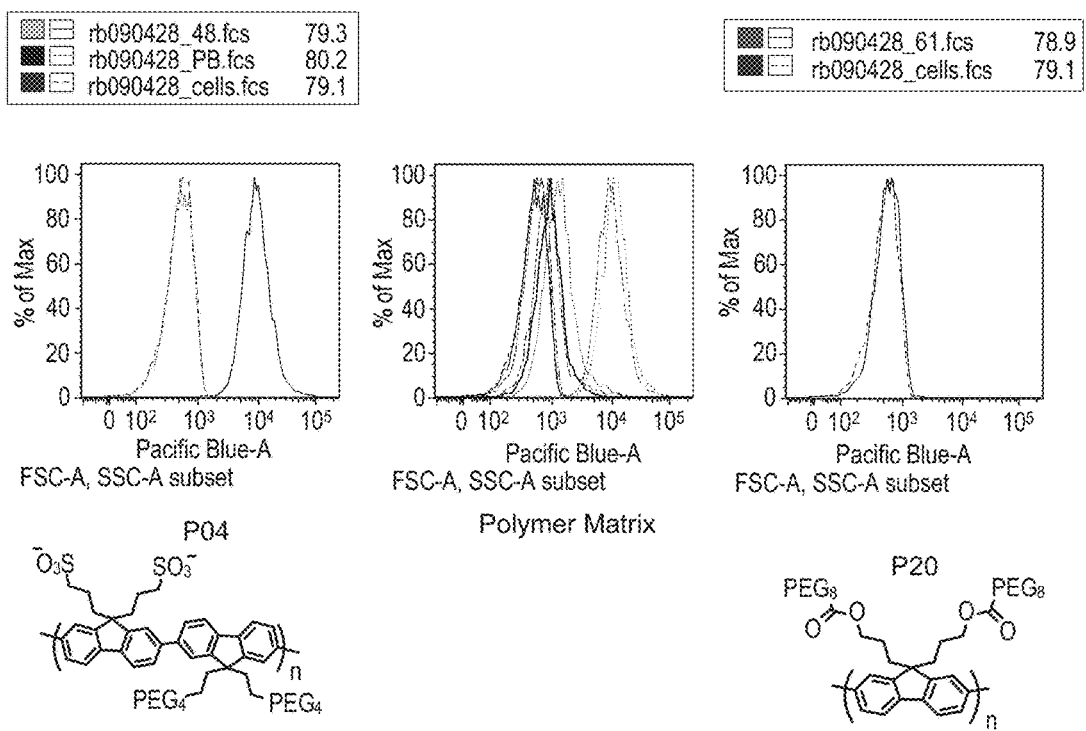 rb090428_48.fcs 79.3
rb090428_PB.fcs 80.2
rb090428_cells.fcs 79.1
rb090428_61.fcs 78.9
rb090428_cells.fcs 79.1
% of Max
100
80
60
40
20
0
0 10² 10³ 10⁴ 10⁵
Pacific Blue-A
FSC-A, SSC-A subset
% of Max
100
80
60
40
20
0
0 10² 10³ 10⁴ 10⁵
Pacific Blue-A
FSC-A, SSC-A subset
% of Max
100
80
60
40
20
0
0 10² 10³ 10⁴ 10⁵
Pacific Blue-A
FSC-A, SSC-A subset
Polymer Matrix
P04
⁻O₃S SO₃⁻
n
PEG₄ PEG₄
P20
PEG₈ PEG₈
O O
O O
n